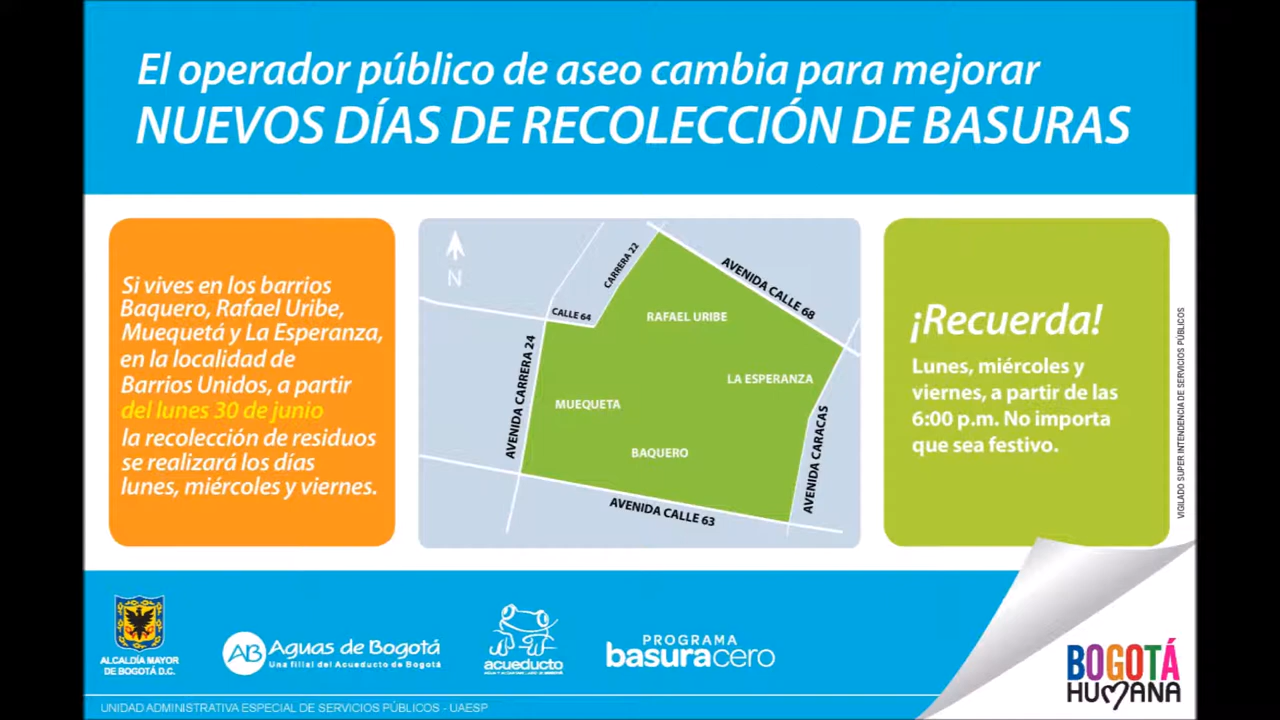 El operador público de aseo cambia para mejorar
NUEVOS DÍAS DE RECOLECCIÓN DE BASURAS
Si vives en los barrios
Baquero, Rafael Uribe,
Muequetá y La Esperanza,
en la localidad de
Barrios Unidos, a partir
del lunes 30 de junio
la recolección de residuos
se realizará los días
lunes, miércoles y viernes.
N
CARRERA 22
AVENIDA CALLE 68
CALLE 64
RAFAEL URIBE
AVENIDA CARRERA 24
LA ESPERANZA
MUEQUETA
BAQUERO
AVENIDA CARACAS
AVENIDA CALLE 63
¡Recuerda!
Lunes, miércoles y
viernes, a partir de las
6:00 p.m. No importa
que sea festivo.
VIGILADO SUPER INTENDENCIA DE SERVICIOS PÚBLICOS
ALCALDÍA MAYOR
DE BOGOTÁ D.C.
AB
Aguas de Bogotá
Una filial del Acueducto de Bogotá
acueducto
PROGRAMA
basuracero
BOGOTÁ
HUMANA
UNIDAD ADMINISTRATIVA ESPECIAL DE SERVICIOS PÚBLICOS - UAESP